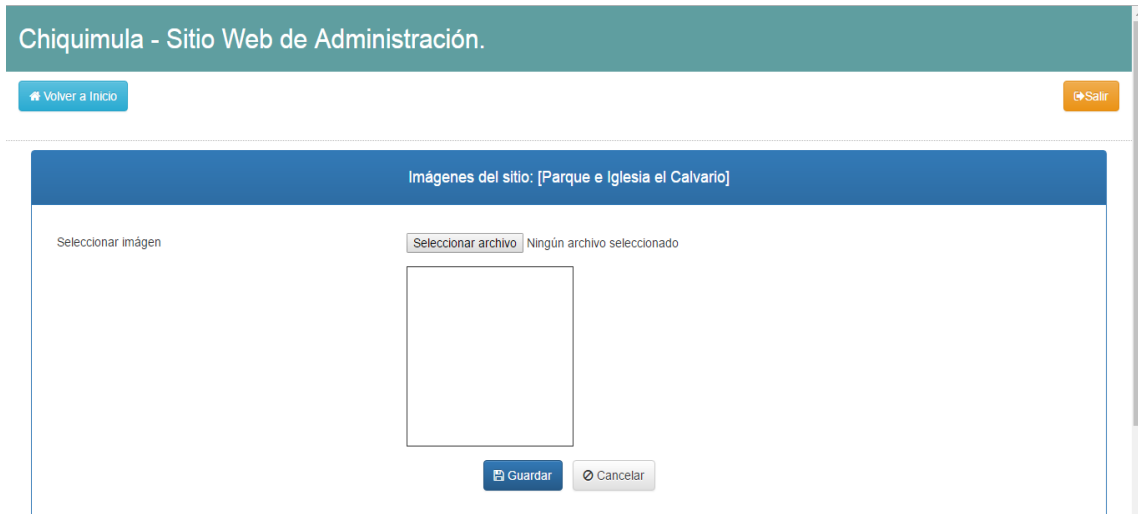 Chiquimula - Sitio Web de Administración.
Volver a Inicio
Salir
Imágenes del sitio: [Parque e Iglesia el Calvario]
Seleccionar imágen
Seleccionar archivo Ningún archivo seleccionado
Guardar
Cancelar